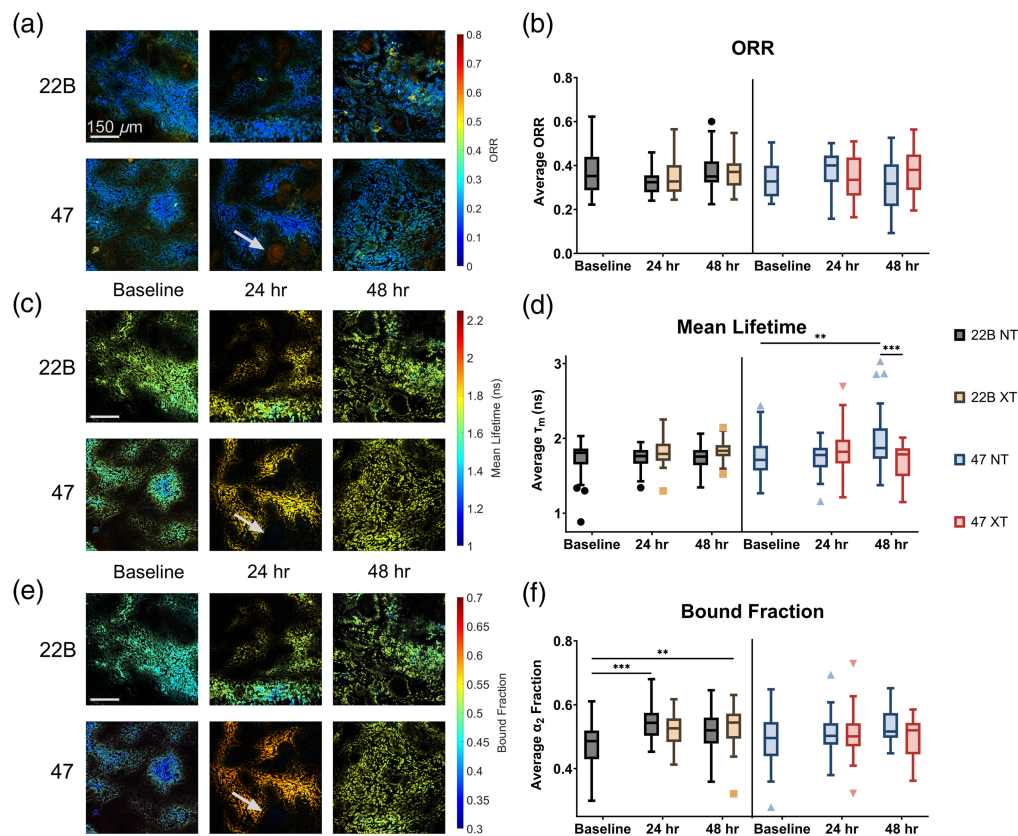 (a)
22B
150 µm
47
0.8
0.7
0.6
0.5
0.4
0.3
0.2
0.1
0
ORR
Baseline 24 hr 48 hr
(b)
ORR
Average ORR
0.8
0.6
0.4
0.2
0.0
Baseline 24 hr 48 hr Baseline 24 hr 48 hr
(c)
22B
47
2.2
2
1.8
1.6
1.4
1.2
1
Mean Lifetime (ns)
Baseline 24 hr 48 hr
(d)
Mean Lifetime
Average τm (ns)
3
2
1
**
***
Baseline 24 hr 48 hr Baseline 24 hr 48 hr
22B NT
22B XT
47 NT
47 XT
(e)
22B
47
0.7
0.65
0.6
0.55
0.5
0.45
0.4
0.35
0.3
Bound Fraction
(f)
Bound Fraction
Average α2 Fraction
0.8
0.6
0.4
**
***
Baseline 24 hr 48 hr Baseline 24 hr 48 hr